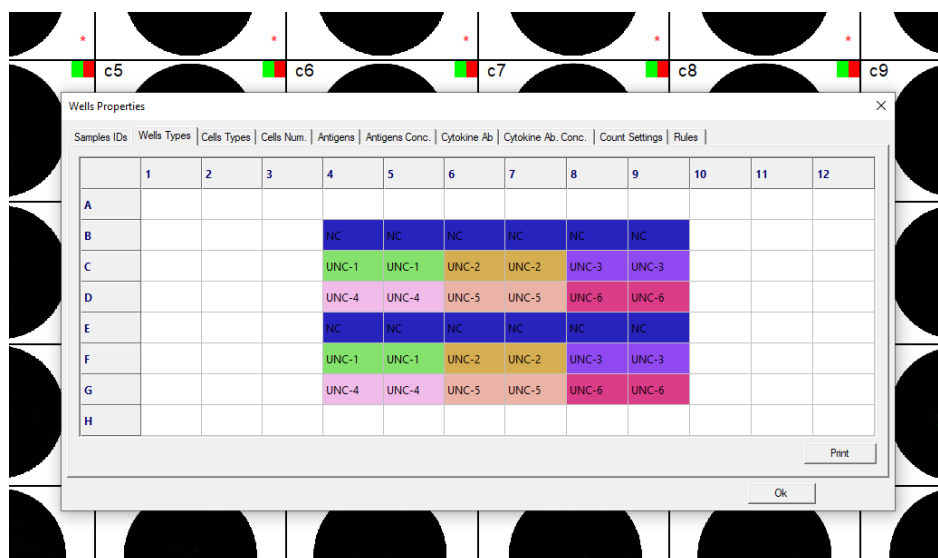 * * * * *
c5 c6 c7 c8 c9
Wells Properties
Samples IDs Wells Types Cells Types Cells Num. Antigens Antigens Conc. Cytokine Ab Cytokine Ab. Conc. Count Settings Rules
1 2 3 4 5 6 7 8 9 10 11 12
A
B NC NC NC NC NC NC
C UNC-1 UNC-1 UNC-2 UNC-2 UNC-3 UNC-3
D UNC-4 UNC-4 UNC-5 UNC-5 UNC-6 UNC-6
E NC NC NC NC NC NC
F UNC-1 UNC-1 UNC-2 UNC-2 UNC-3 UNC-3
G UNC-4 UNC-4 UNC-5 UNC-5 UNC-6 UNC-6
H
Print
Ok